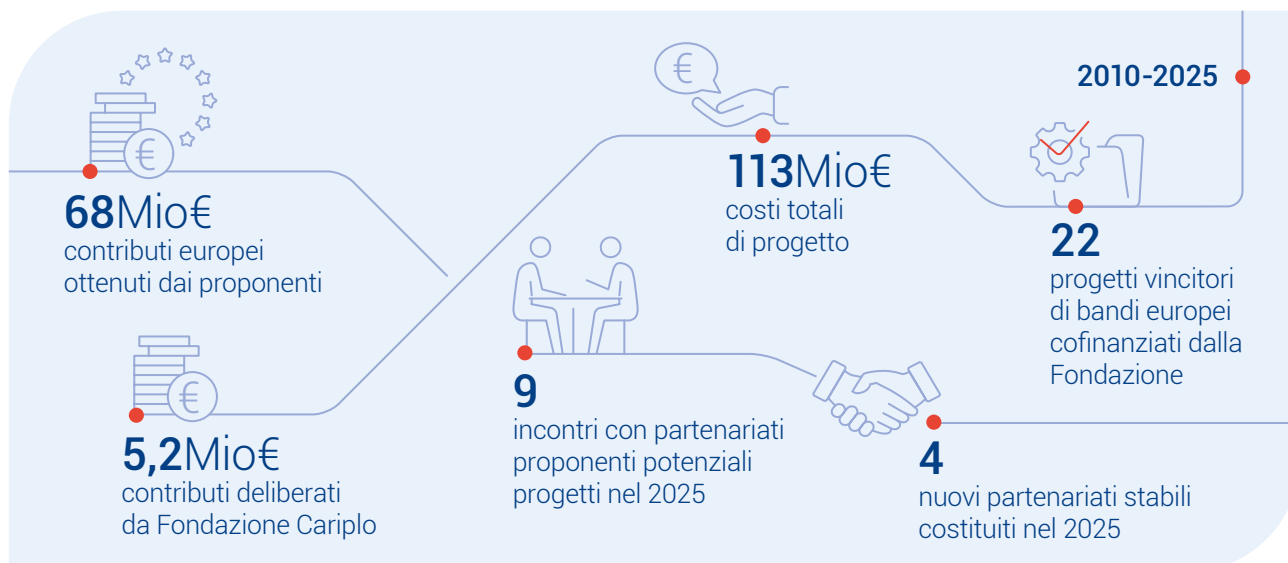 2010-2025
68Mio€
contributi europei
ottenuti dai proponenti
113Mio€
costi totali
di progetto
22
progetti vincitori
di bandi europei
cofinanziati dalla
Fondazione
5,2Mio€
contributi deliberati
da Fondazione Cariplo
9
incontri con partenariati
proponenti potenziali
progetti nel 2025
4
nuovi partenariati stabili
costituiti nel 2025